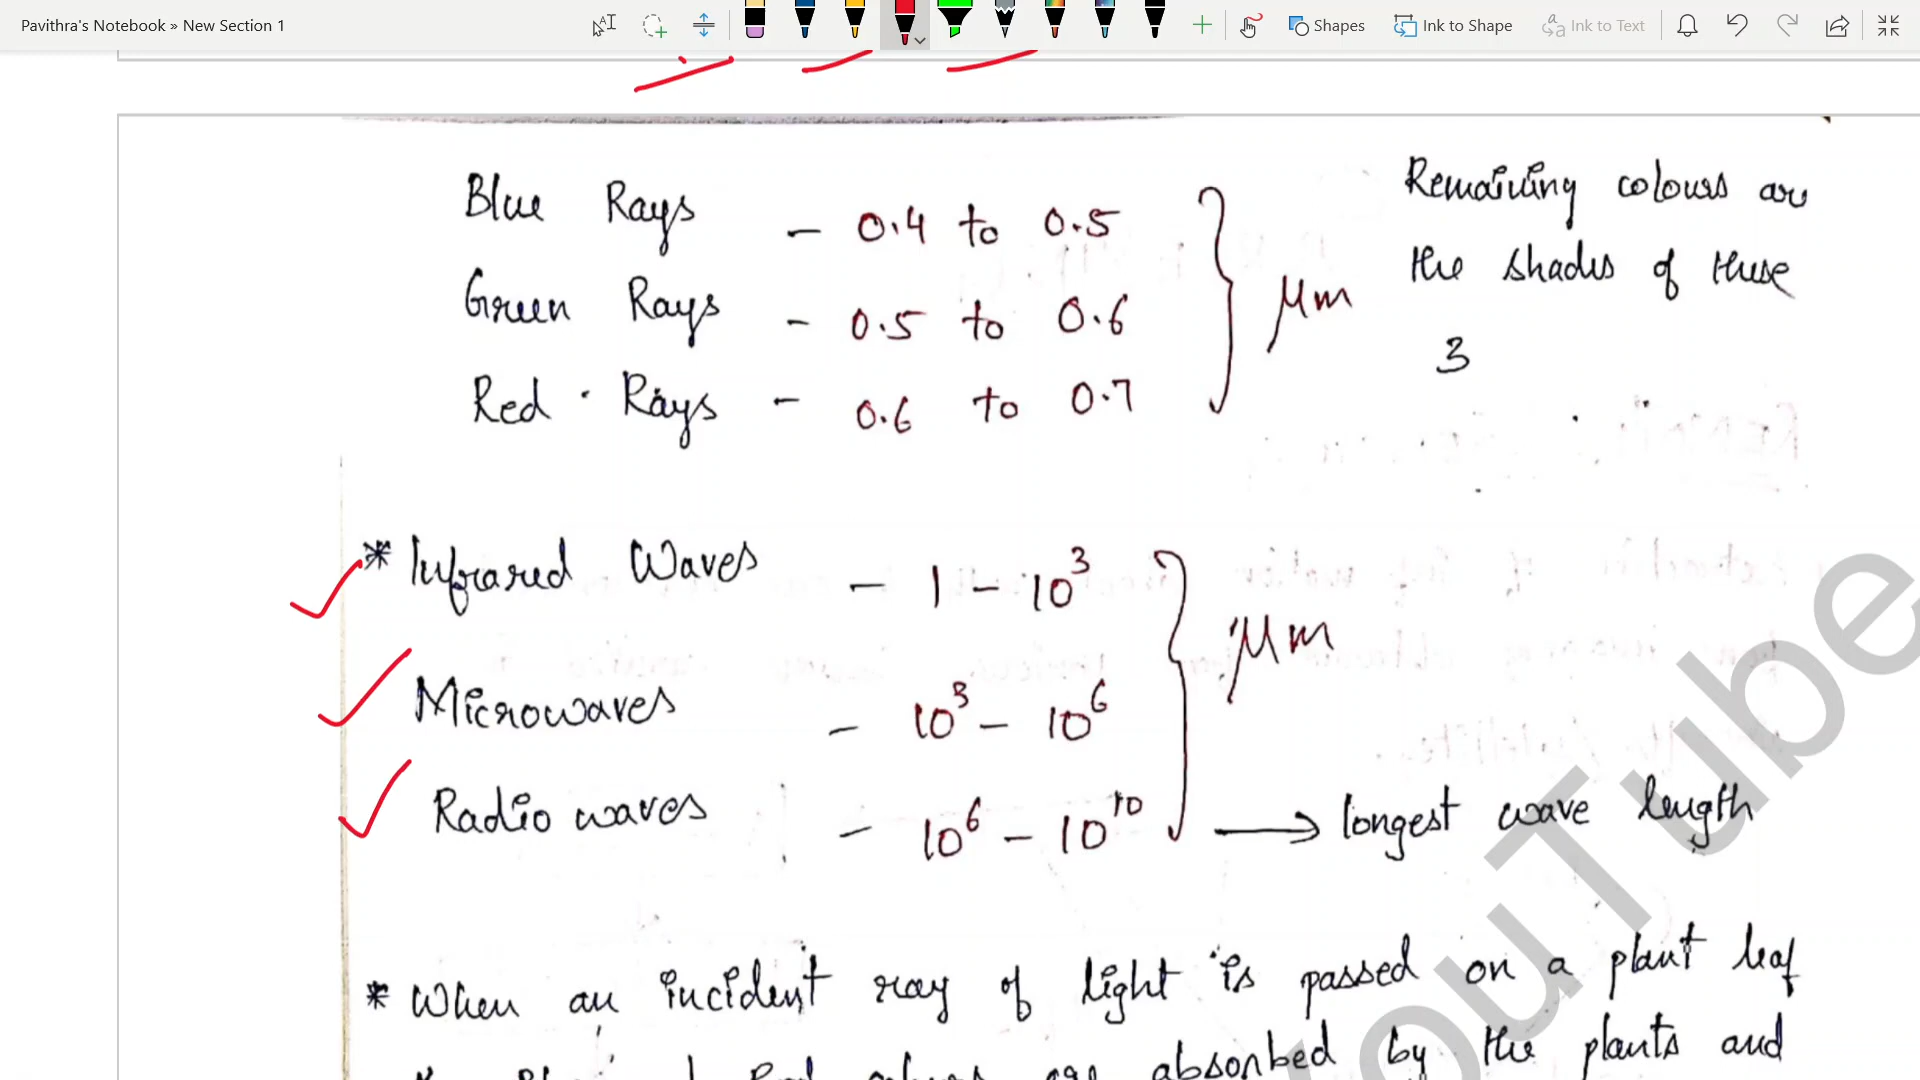 Pavithra's Notebook » New Section 1
Shapes
Ink to Shape
Ink to Text
Blue Rays - 0.4 to 0.5
Green Rays - 0.5 to 0.6
Red Rays - 0.6 to 0.7
μm
Remaining colours are
the shades of these
3
* Infrared Waves - 1 - 10³
Microwaves - 10³ - 10⁶
Radio waves - 10⁶ - 10¹⁰
μm
→ longest wave length
* When an incident ray of light is passed on a plant leaf
absorbed by the plants and
YouTube